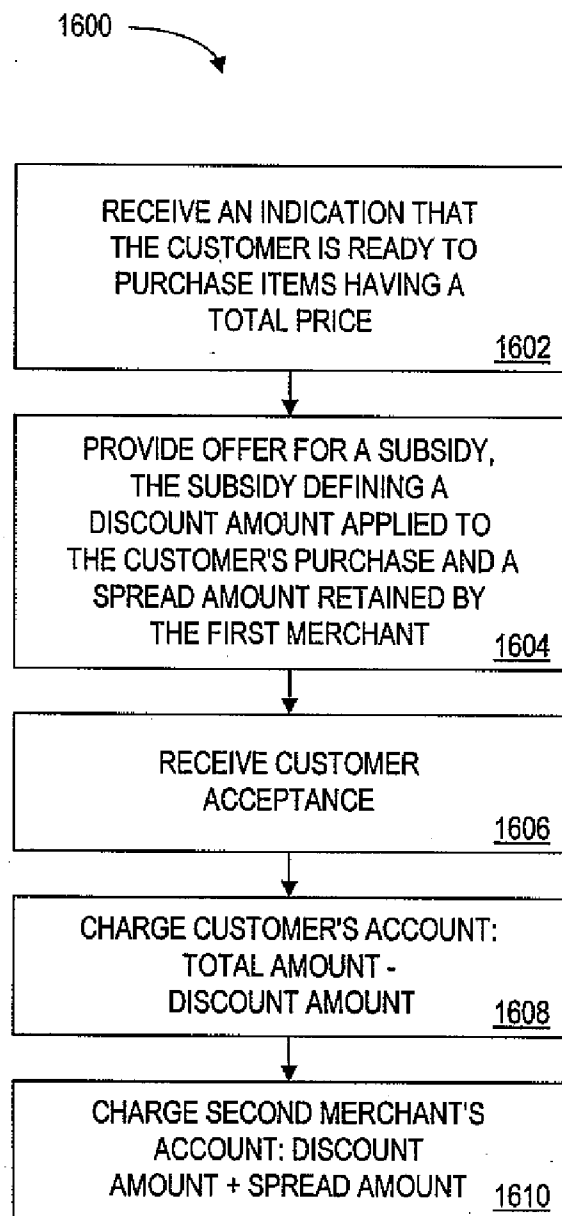 1600
RECEIVE AN INDICATION THAT
THE CUSTOMER IS READY TO
PURCHASE ITEMS HAVING A
TOTAL PRICE
1602
PROVIDE OFFER FOR A SUBSIDY,
THE SUBSIDY DEFINING A
DISCOUNT AMOUNT APPLIED TO
THE CUSTOMER'S PURCHASE AND A
SPREAD AMOUNT RETAINED BY
THE FIRST MERCHANT
1604
RECEIVE CUSTOMER
ACCEPTANCE
1606
CHARGE CUSTOMER'S ACCOUNT:
TOTAL AMOUNT -
DISCOUNT AMOUNT
1608
CHARGE SECOND MERCHANT'S
ACCOUNT: DISCOUNT
AMOUNT + SPREAD AMOUNT
1610